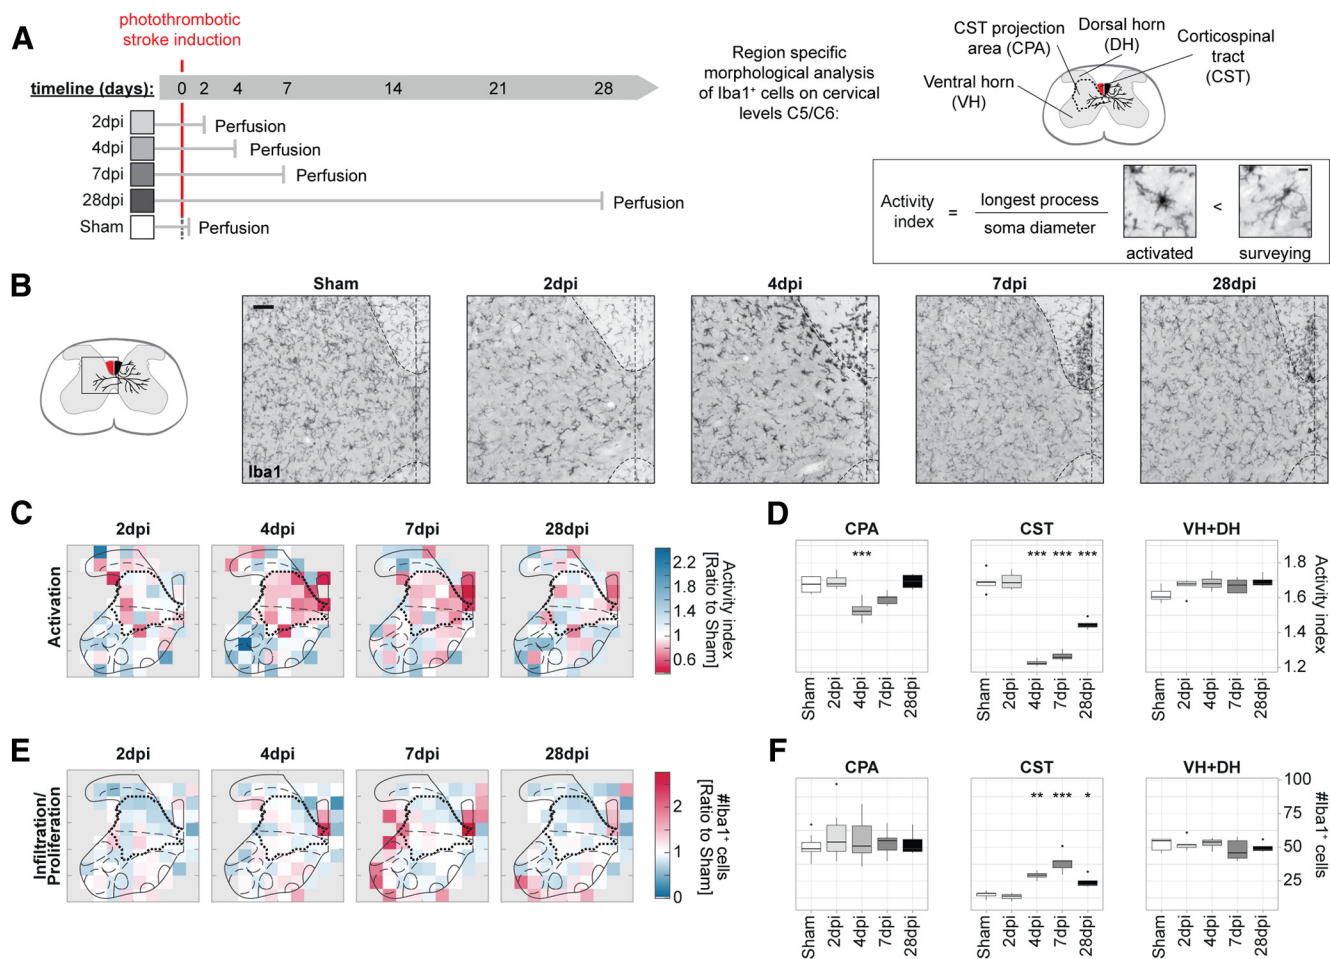 A
photothrombotic
stroke induction
timeline (days):
0 2 4 7 14 21 28
2dpi
Perfusion
4dpi
Perfusion
7dpi
Perfusion
28dpi
Perfusion
Sham
Perfusion
Region specific
morphological analysis
of Iba1+ cells on cervical
levels C5/C6:
CST projection
area (CPA)
Dorsal horn
(DH)
Corticospinal
tract
(CST)
Ventral horn
(VH)
Activity
index
=
longest process
soma diameter
<
activated
surveying
B
Sham
2dpi
4dpi
7dpi
28dpi
Iba1
C
2dpi
4dpi
7dpi
28dpi
Activation
2.2
1.8
1.4
1
0.6
Activity index
[Ratio to Sham]
D
CPA
CST
VH+DH
***
*** *** ***
1.8
1.6
1.4
1.2
Activity index
Sham
2dpi
4dpi
7dpi
28dpi
Sham
2dpi
4dpi
7dpi
28dpi
Sham
2dpi
4dpi
7dpi
28dpi
E
2dpi
4dpi
7dpi
28dpi
Infiltration/
Proliferation
2
1
0
#Iba1+ cells
[Ratio to Sham]
F
CPA
CST
VH+DH
** *** *
100
75
50
25
#Iba1+ cells
Sham
2dpi
4dpi
7dpi
28dpi
Sham
2dpi
4dpi
7dpi
28dpi
Sham
2dpi
4dpi
7dpi
28dpi